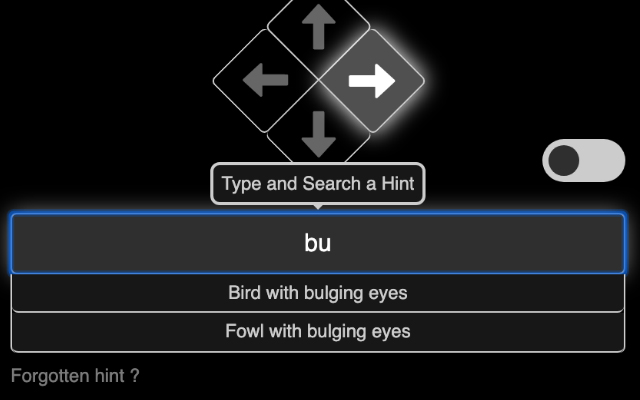 Type and Search a Hint
bu
Bird with bulging eyes
Fowl with bulging eyes
Forgotten hint ?